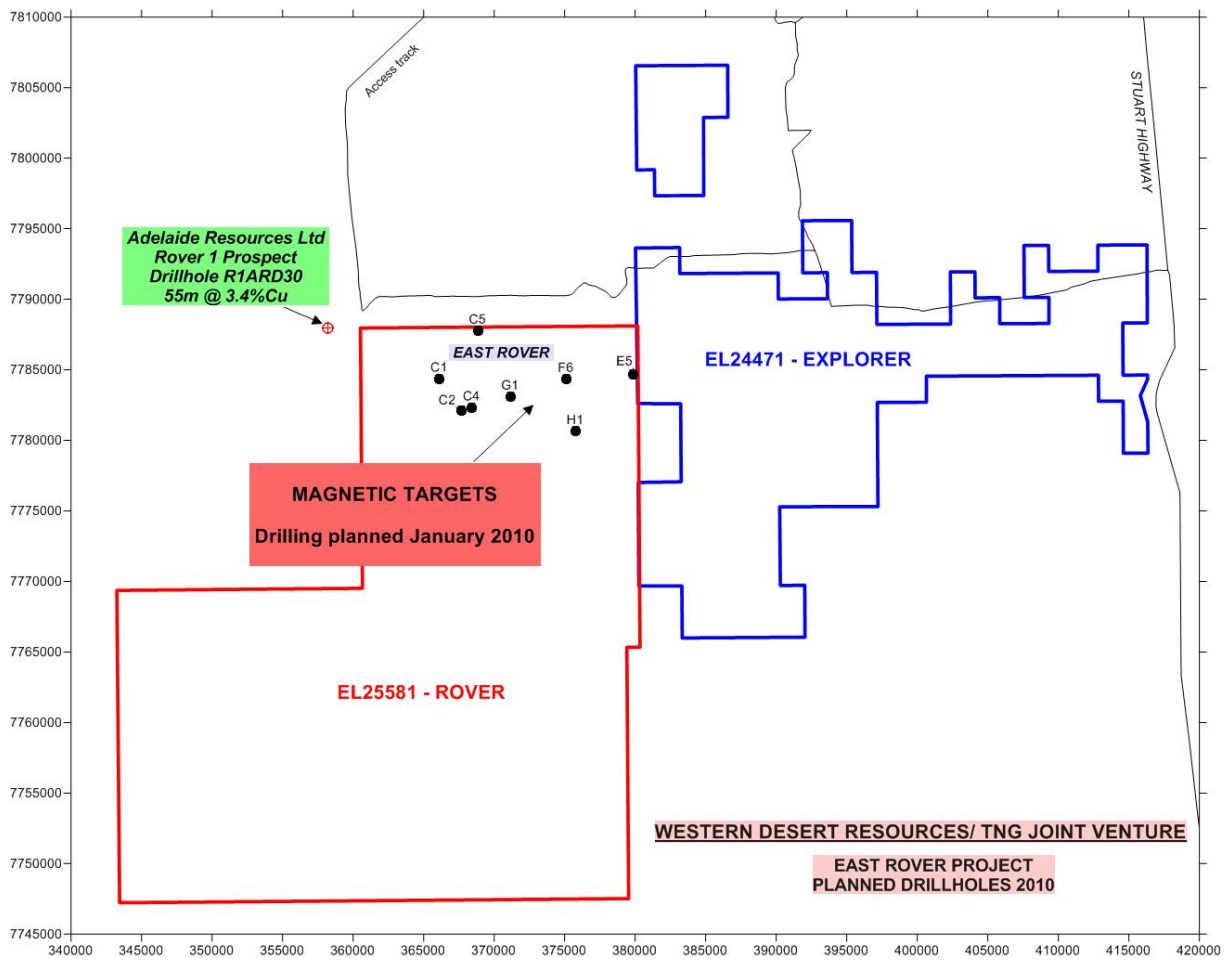 7810000
7805000
7800000
7795000
7790000
7785000
7780000
7775000
7770000
7765000
7760000
7755000
7750000
7745000
Access track
STUART HIGHWAY
Adelaide Resources Ltd
Rover 1 Prospect
Drillhole R1ARD30
55m @ 3.4%Cu
C5
EAST ROVER
C1
C2
C4
G1
F6
E5
H1
EL24471 - EXPLORER
MAGNETIC TARGETS
Drilling planned January 2010
EL25581 - ROVER
WESTERN DESERT RESOURCES/ TNG JOINT VENTURE
EAST ROVER PROJECT
PLANNED DRILLHOLES 2010
340000 345000 350000 355000 360000 365000 370000 375000 380000 385000 390000 395000 400000 405000 410000 415000 420000